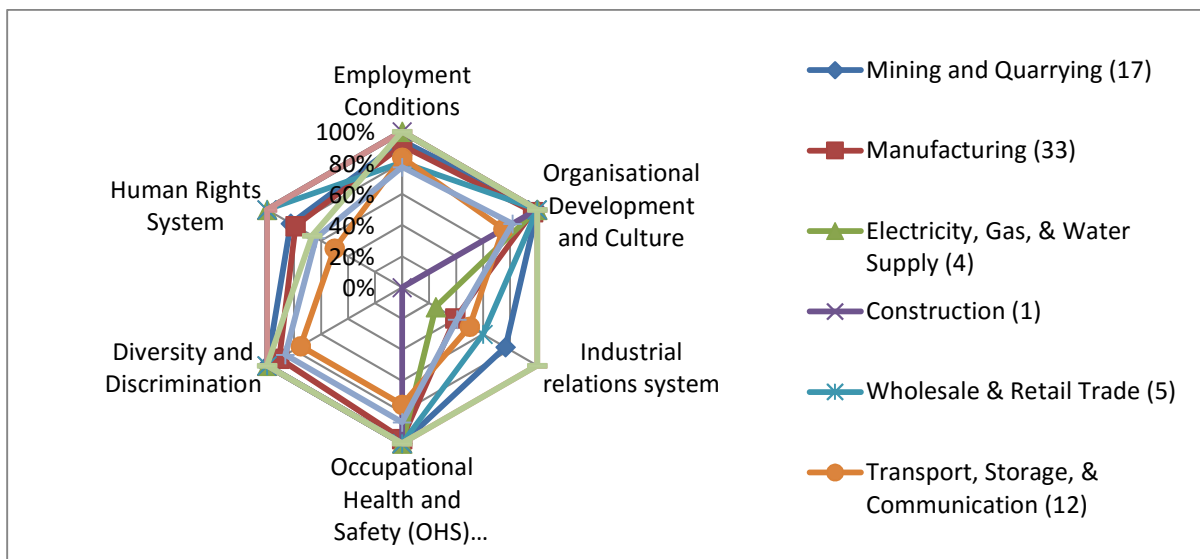 Employment
Conditions
100%
80%
60%
40%
20%
0%
Organisational
Development
and Culture
Industrial
relations system
Occupational
Health and
Safety (OHS)...
Diversity and
Discrimination
Human Rights
System
Mining and Quarrying (17)
Manufacturing (33)
Electricity, Gas, & Water
Supply (4)
Construction (1)
Wholesale & Retail Trade (5)
Transport, Storage, &
Communication (12)